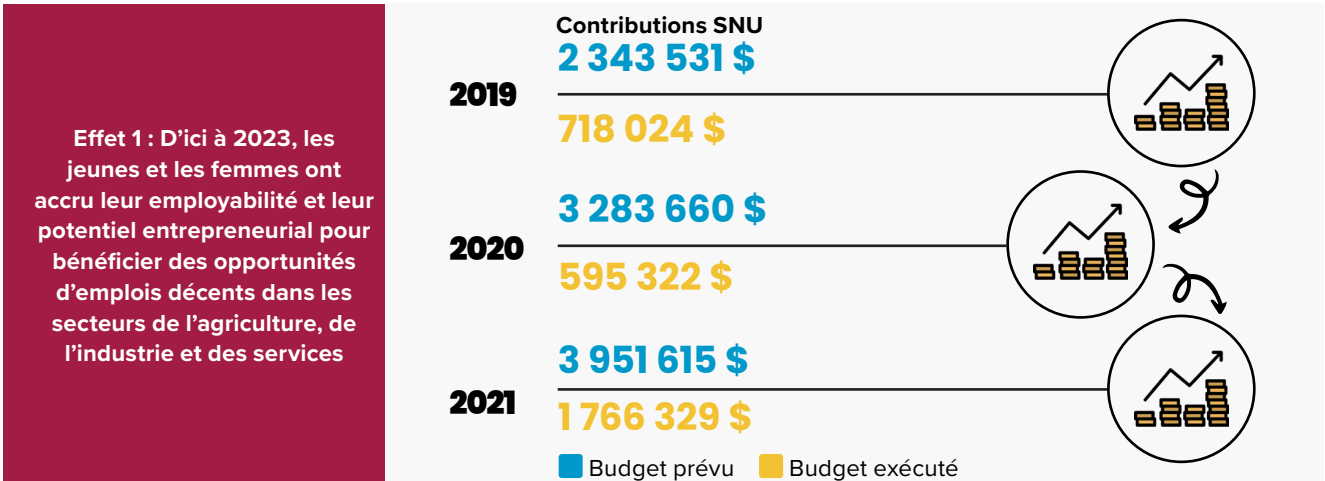 Effet 1 : D’ici à 2023, les
jeunes et les femmes ont
accru leur employabilité et leur
potentiel entrepreneurial pour
bénéficier des opportunités
d’emplois décents dans les
secteurs de l’agriculture, de
l’industrie et des services
Contributions SNU
2 343 531 $
2019
718 024 $
3 283 660 $
2020
595 322 $
3 951 615 $
2021
1 766 329 $
Budget prévu Budget exécuté